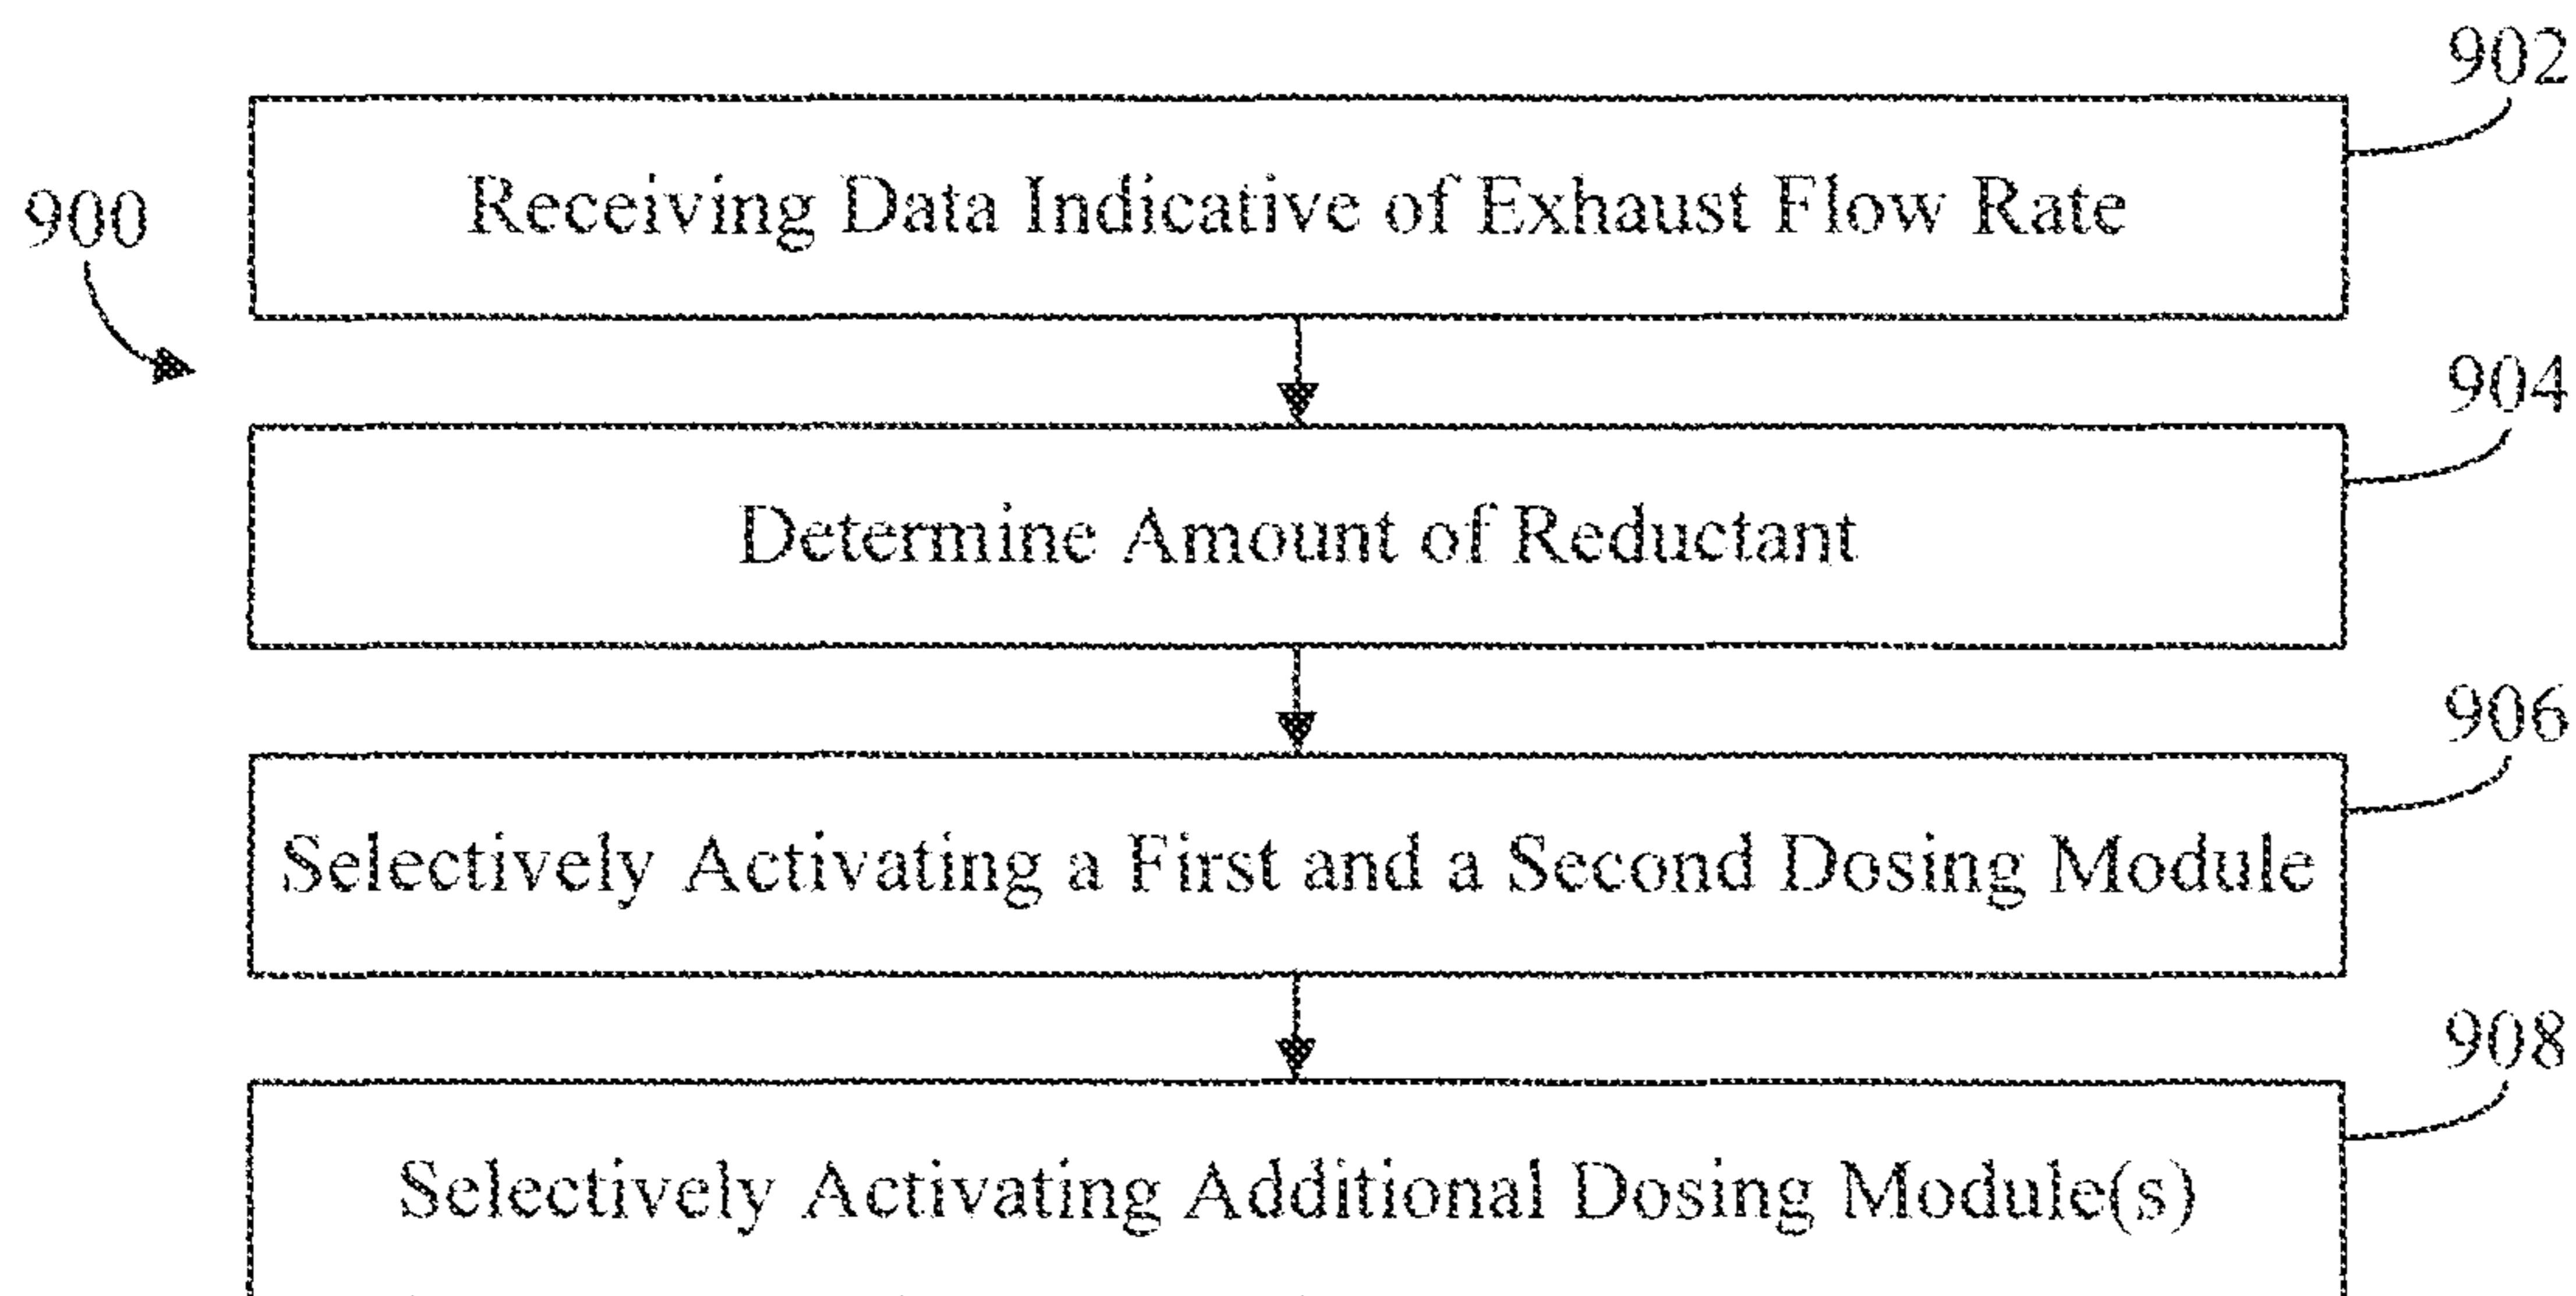 902
Receiving Data Indicative of Exhaust Flow Rate
900
904
Determine Amount of Reductant
906
Selectively Activating a First and a Second Dosing Module
908
Selectively Activating Additional Dosing Module(s)